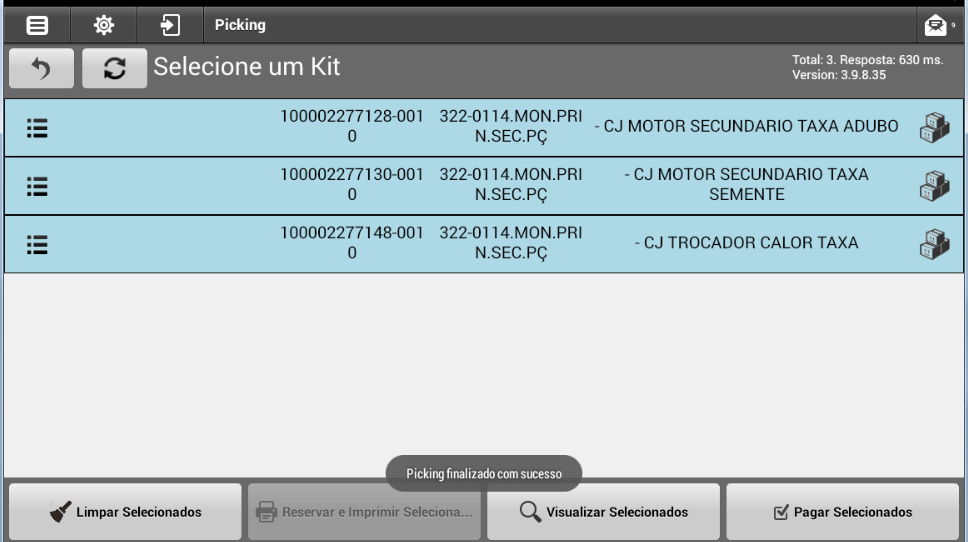 Picking
9
Selecione um Kit
Total: 3. Resposta: 630 ms.
Version: 3.9.8.35
100002277128-001
0
322-0114.MON.PRI
N.SEC.PÇ
- CJ MOTOR SECUNDARIO TAXA ADUBO
100002277130-001
0
322-0114.MON.PRI
N.SEC.PÇ
- CJ MOTOR SECUNDARIO TAXA
SEMENTE
100002277148-001
0
322-0114.MON.PRI
N.SEC.PÇ
- CJ TROCADOR CALOR TAXA
Picking finalizado com sucesso
Limpar Selecionados
Reservar e Imprimir Seleciona...
Visualizar Selecionados
Pagar Selecionados